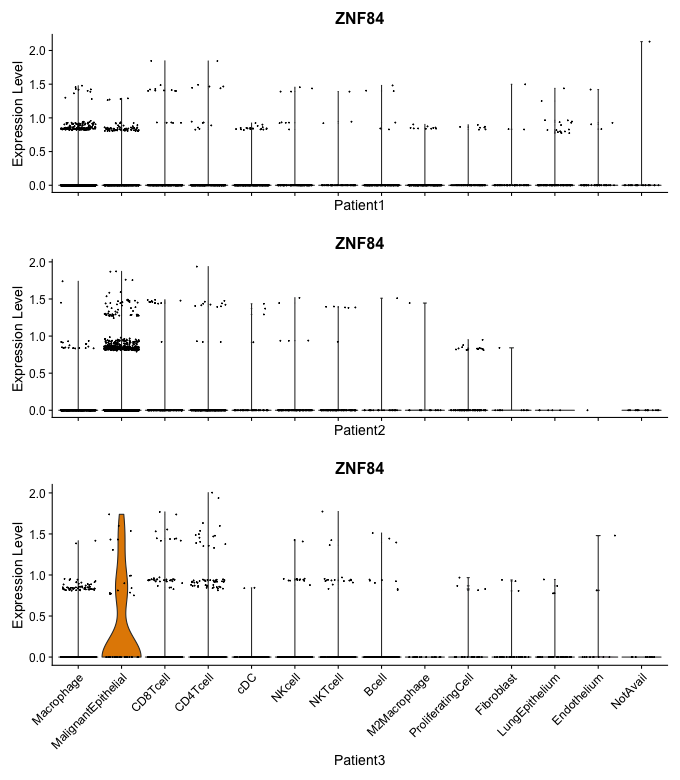 ZNF84
Expression Level
2.0
1.5
1.0
0.5
0.0
Patient1
ZNF84
Expression Level
2.0
1.5
1.0
0.5
0.0
Patient2
ZNF84
Expression Level
2.0
1.5
1.0
0.5
0.0
Macrophage
MalignantEpithelial
CD8Tcell
CD4Tcell
cDC
NKcell
NKTcell
Bcell
M2Macrophage
ProliferatingCell
Fibroblast
LungEpithelium
Endothelium
NotAvail
Patient3